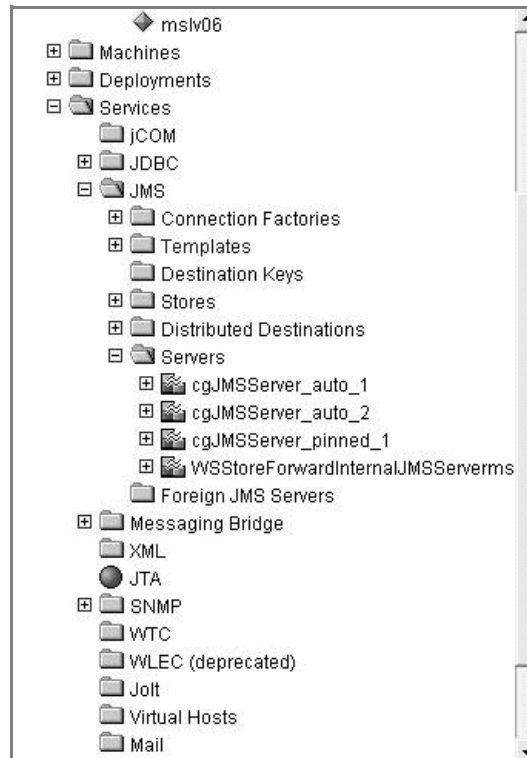 mslv06
Machines
Deployments
Services
jCOM
JDBC
JMS
Connection Factories
Templates
Destination Keys
Stores
Distributed Destinations
Servers
cgJMSServer_auto_1
cgJMSServer_auto_2
cgJMSServer_pinned_1
WSStoreForwardInternalJMSServerms
Foreign JMS Servers
Messaging Bridge
XML
JTA
SNMP
WTC
WLEC (deprecated)
Jolt
Virtual Hosts
Mail